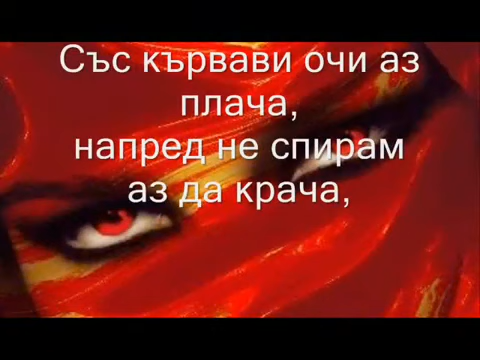 Със кървави очи аз
плача,
напред не спирам
аз да крача,